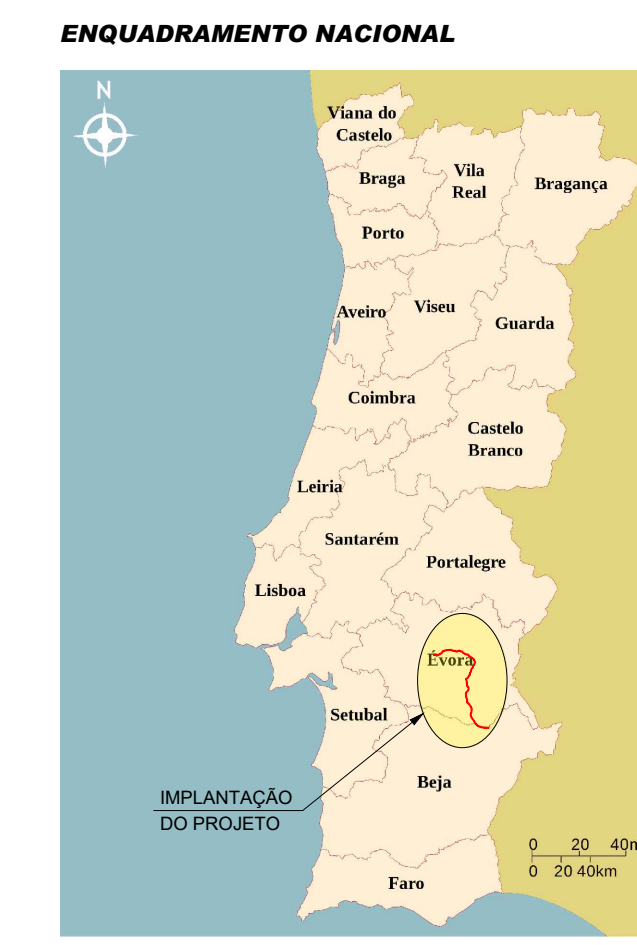 ENQUADRAMENTO NACIONAL
N
Viana do
Castelo
Braga
Vila
Real
Bragança
Porto
Aveiro
Viseu
Guarda
Coimbra
Castelo
Branco
Leiria
Santarém
Portalegre
Lisboa
Évora
Setubal
Beja
IMPLANTAÇÃO
DO PROJETO
0 20 40m
0 20 40km
Faro